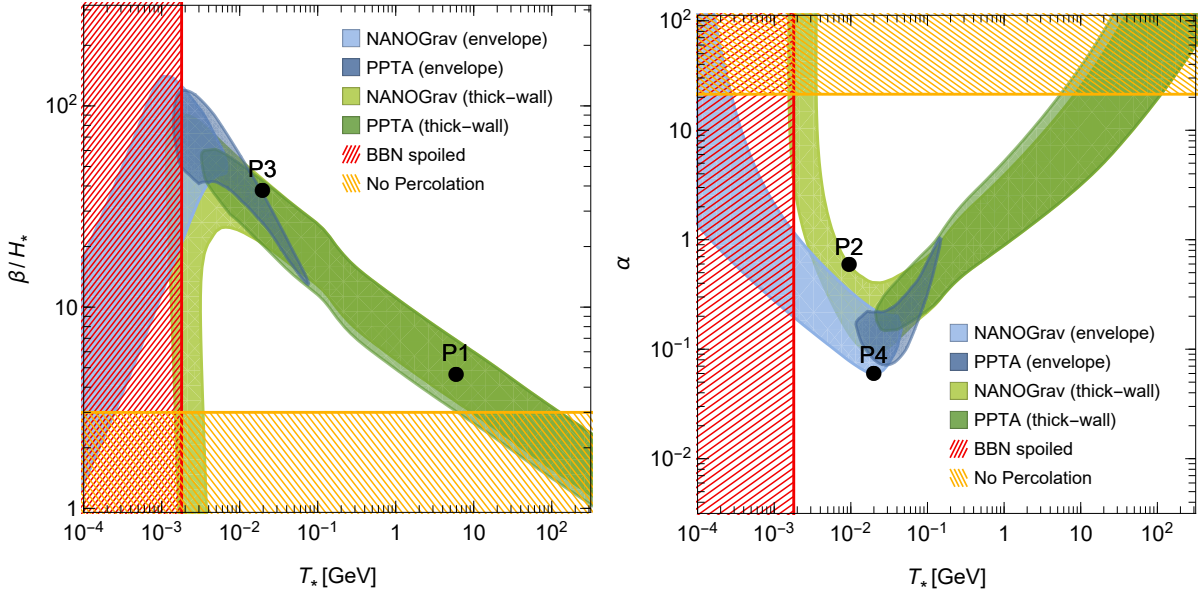 NANOGrav (envelope)
PPTA (envelope)
NANOGrav (thick-wall)
PPTA (thick-wall)
BBN spoiled
No Percolation
P3
P1
β/H*
10²
10
1
10⁻⁴
10⁻³
10⁻²
10⁻¹
1
10
10²
T* [GeV]
P2
P4
NANOGrav (envelope)
PPTA (envelope)
NANOGrav (thick-wall)
PPTA (thick-wall)
BBN spoiled
No Percolation
α
10²
10
1
10⁻¹
10⁻²
10⁻⁴
10⁻³
10⁻²
10⁻¹
1
10
10²
T* [GeV]